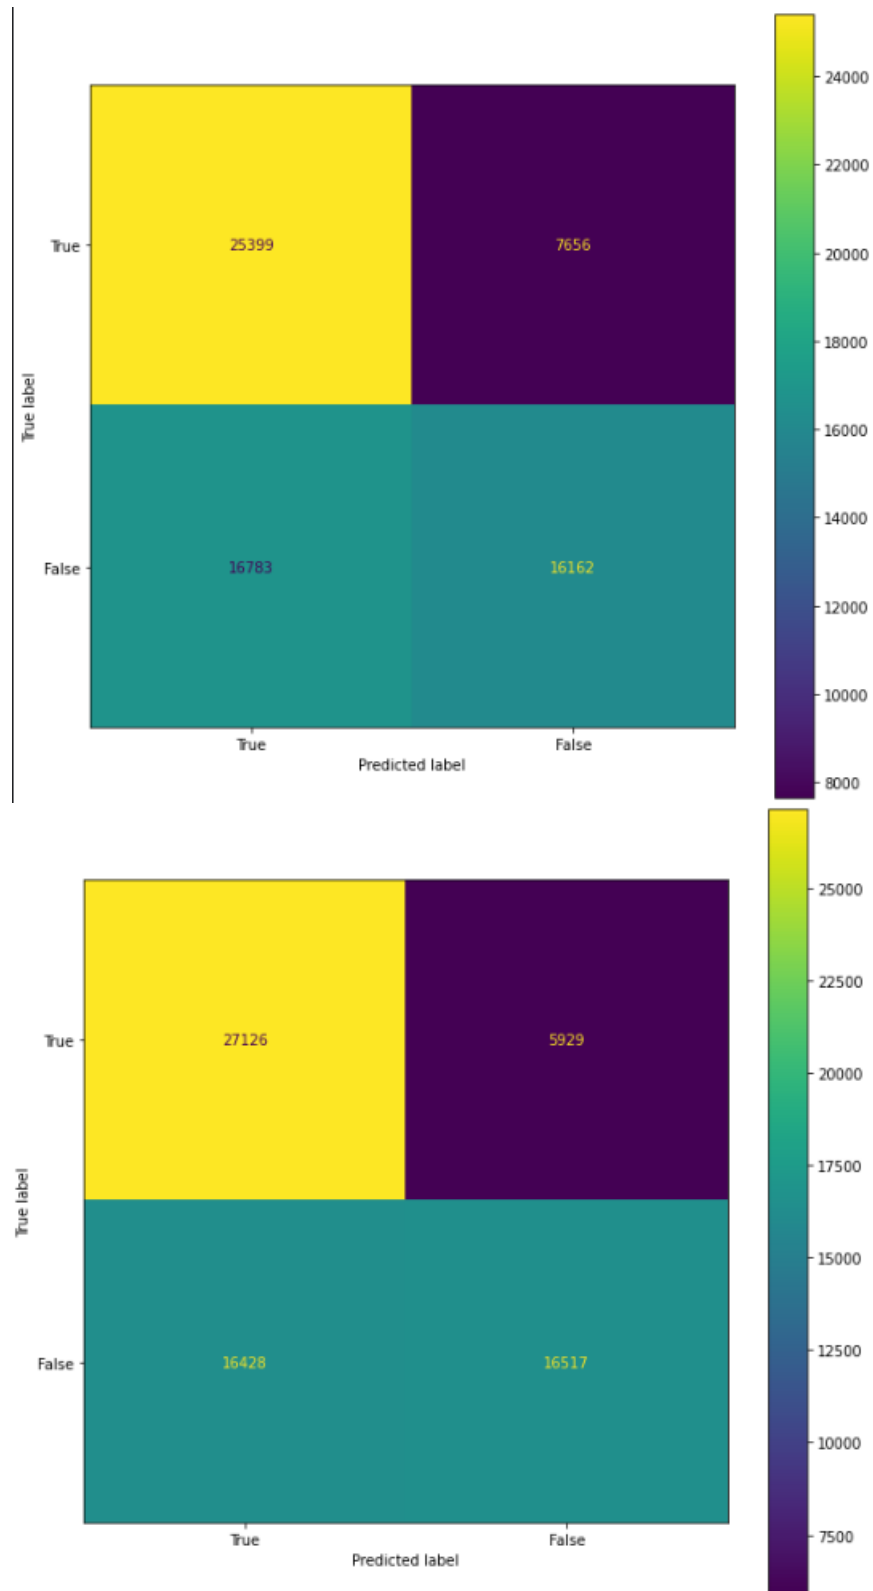 24000
22000
True
25399
7656
20000
18000
True label
16000
False
16783
16162
14000
12000
10000
True
False
Predicted label
8000
25000
22500
True
27126
5929
20000
17500
True label
15000
False
16428
16517
12500
10000
7500
True
False
Predicted label